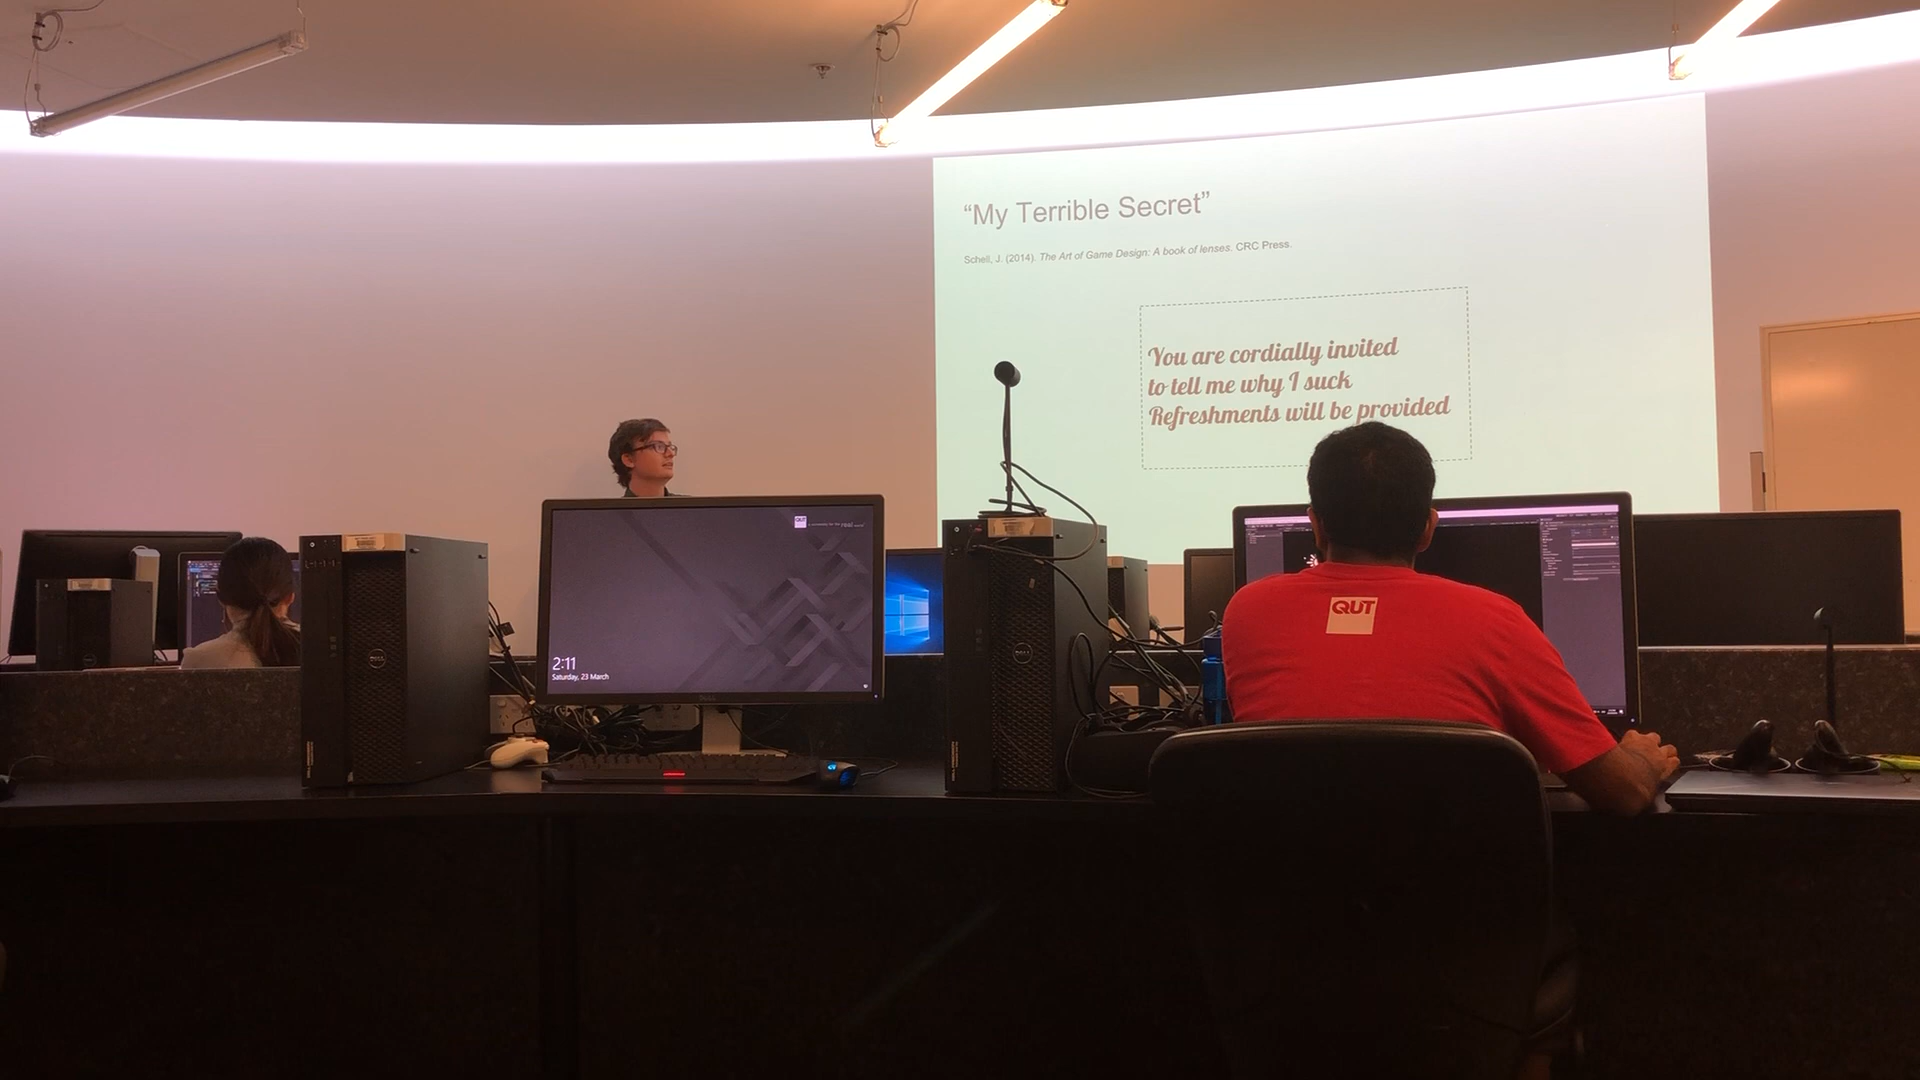 “My Terrible Secret”
Schell, J. (2014). The Art of Game Design: A book of lenses. CRC Press.
You are cordially invited
to tell me why I suck
Refreshments will be provided
QUT
2:11
Saturday, 23 March
DELL
QUT